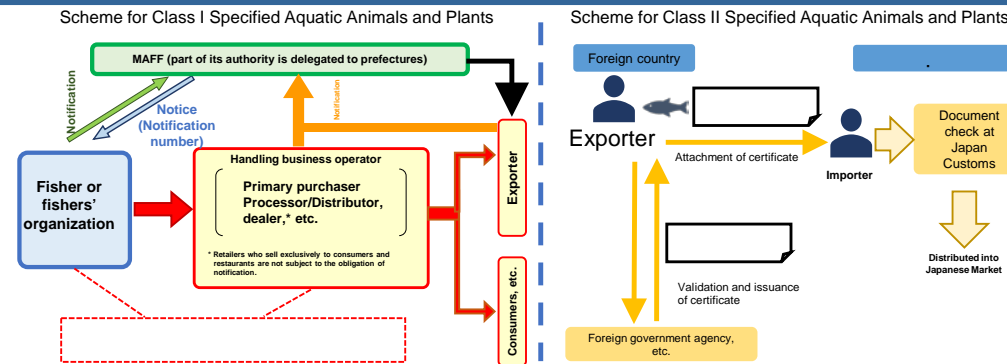 Scheme for Class I Specified Aquatic Animals and Plants
MAFF (part of its authority is delegated to prefectures)
Notification
Notice
(Notification
number)
Notification
Fisher or
fishers'
organization
Handling business operator
Primary purchaser
Processor/Distributor,
dealer,* etc.
* Retailers who sell exclusively to consumers and
restaurants are not subject to the obligation of
notification.
Exporter
Consumers, etc.
Scheme for Class II Specified Aquatic Animals and Plants
Foreign country
.
Exporter
Attachment of certificate
Importer
Document
check at
Japan
Customs
Distributed into
Japanese Market
Validation and issuance
of certificate
Foreign government agency,
etc.